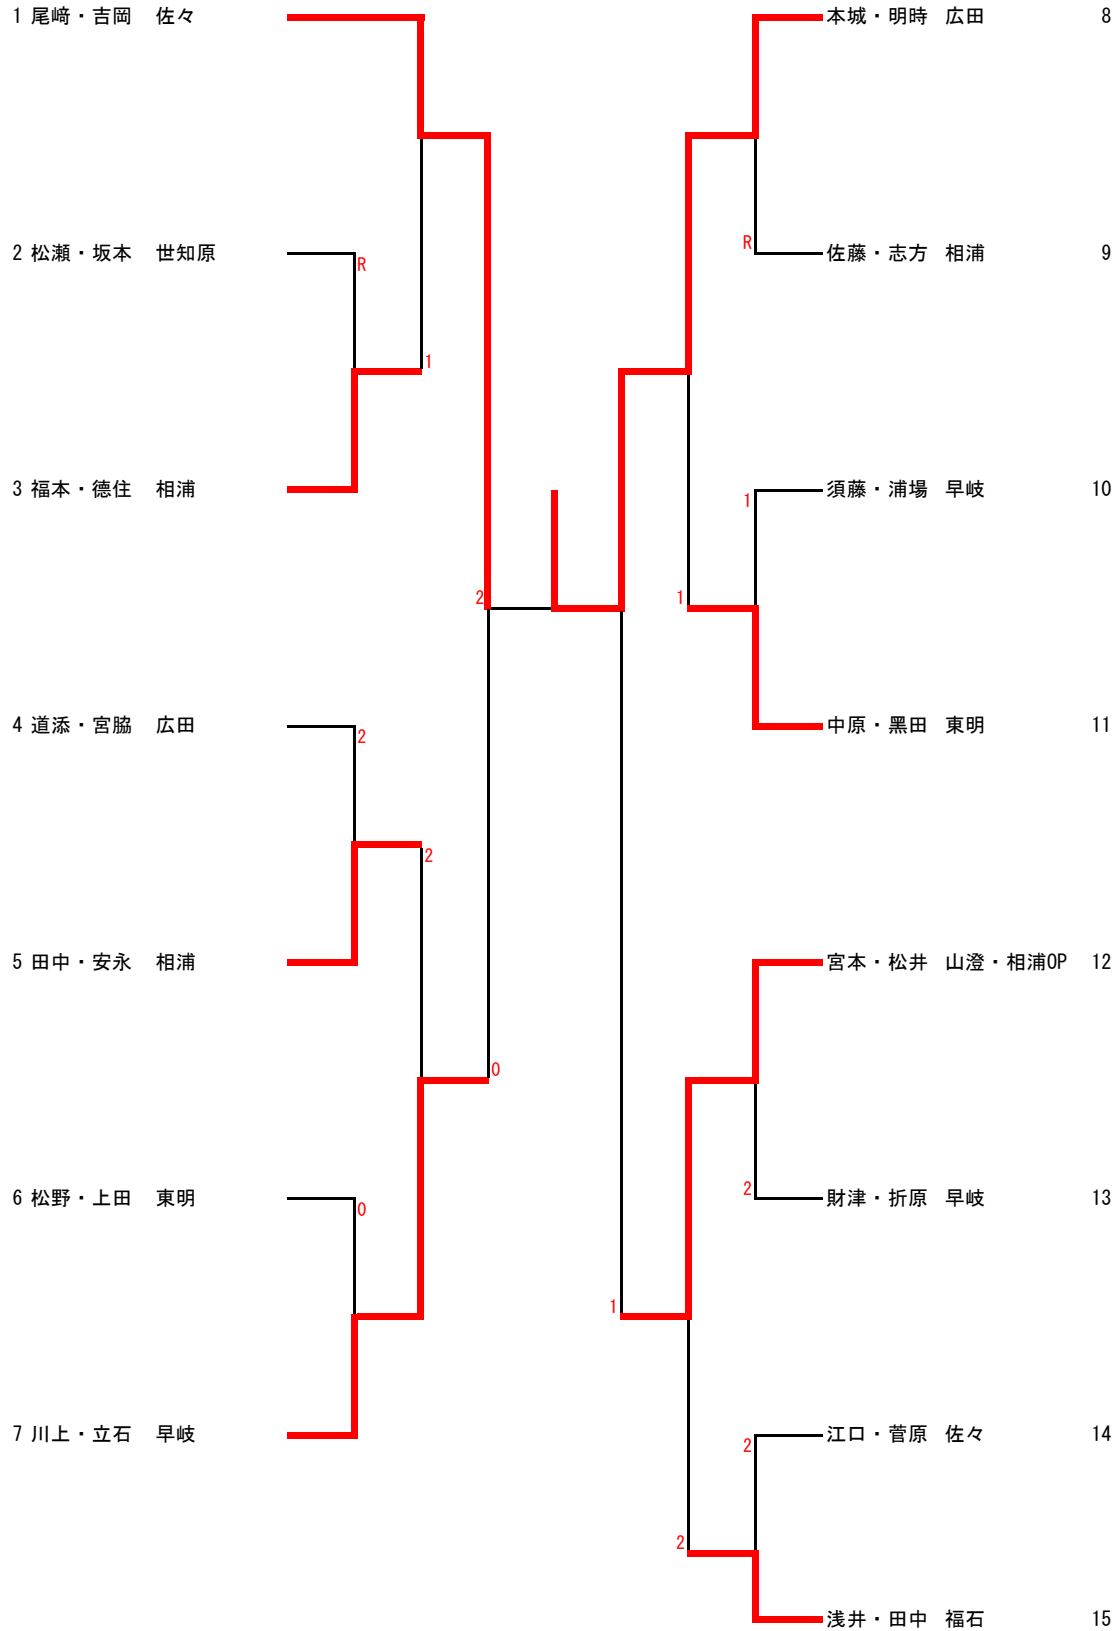 1 尾﨑・吉岡 佐々
2 松瀬・坂本 世知原
R
1
3 福本・德住 相浦
2
4 道添・宮脇 広田
2
2
5 田中・安永 相浦
0
6 松野・上田 東明
0
7 川上・立石 早岐
本城・明時 広田 8
R
佐藤・志方 相浦 9
須藤・浦場 早岐 10
1
1
中原・黑田 東明 11
宮本・松井 山澄・相浦OP 12
2
財津・折原 早岐 13
1
江口・菅原 佐々 14
2
2
浅井・田中 福石 15